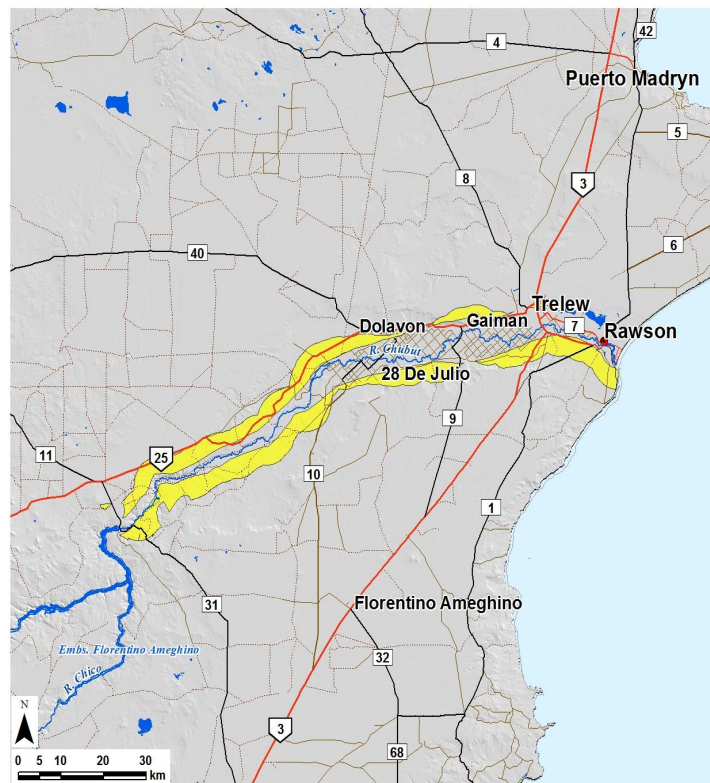 4
42
Puerto Madryn
5
8
3
6
40
Trelew
Dolavon
Gaiman
7
Rawson
R. Chubut
28 De Julio
9
11
25
10
1
31
Florentino Ameghino
Embs. Florentino Ameghino
32
R. Chico
N
3
68
0 5 10 20 30
km